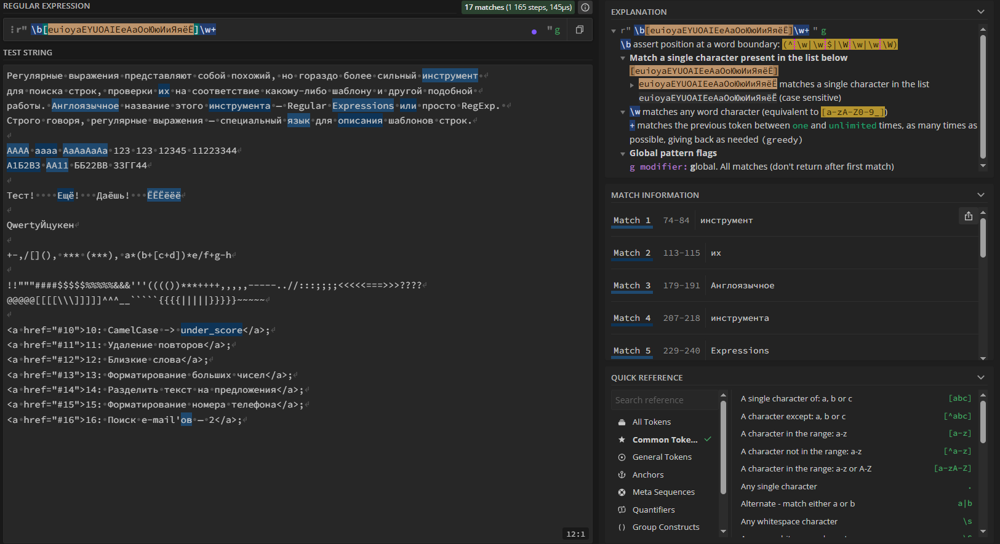 REGULAR EXPRESSION
17 matches (1 165 steps, 145μs)
r" \b[euioyaEYUOAIЕеАаОоЮюИиЯяёЁ]\w+ " g
TEST STRING
Регулярные выражения представляют собой похожий, но гораздо более сильный инструмент
для поиска строк, проверки их на соответствие какому-либо шаблону и другой подобной
работы. Англоязычное название этого инструмента — Regular Expressions или просто RegExp.
Строго говоря, регулярные выражения — специальный язык для описания шаблонов строк.
АААА аааа АаАаАаАа 123 123 12345 11223344
А1Б2В3 АА11 ББ22ВВ 33ГГ44
Тест! Ещё! Даёшь! ЁЁЁёёё
QwertyЙцукен
+-,/[](), *** (***), a*(b+[c+d])*e/f+g-h
!!"""####$$$$$%%%%%&&&'''(((())***++++,,,,,-----..//:::;;;;<<<<<===>>>????
@@@@@[[[[\\\]]]]]^^^__`````{{{{|||||}}}}}~~~~~
<a href="#10">10: CamelCase -> under_score</a>;
<a href="#11">11: Удаление повторов</a>;
<a href="#12">12: Близкие слова</a>;
<a href="#13">13: Форматирование больших чисел</a>;
<a href="#14">14: Разделить текст на предложения</a>;
<a href="#15">15: Форматирование номера телефона</a>;
<a href="#16">16: Поиск e-mail'ов — 2</a>;
12:1
EXPLANATION
r" \b[euioyaEYUOAIЕеАаОоЮюИиЯяёЁ]\w+ " g
\b assert position at a word boundary: (^\w|\w$|\W\w|\w\W)
Match a single character present in the list below
[euioyaEYUOAIЕеАаОоЮюИиЯяёЁ]
euioyaEYUOAIЕеАаОоЮюИиЯяёЁ matches a single character in the list
euioyaEYUOAIЕеАаОоЮюИиЯяёЁ (case sensitive)
\w matches any word character (equivalent to [a-zA-Z0-9_])
+ matches the previous token between one and unlimited times, as many times as
possible, giving back as needed (greedy)
Global pattern flags
g modifier: global. All matches (don't return after first match)
MATCH INFORMATION
Match 1 74-84 инструмент
Match 2 113-115 их
Match 3 179-191 Англоязычное
Match 4 207-218 инструмента
Match 5 229-240 Expressions
QUICK REFERENCE
Search reference
All Tokens
Common Toke...
General Tokens
Anchors
Meta Sequences
Quantifiers
Group Constructs
A single character of: a, b or c [abc]
A character except: a, b or c [^abc]
A character in the range: a-z [a-z]
A character not in the range: a-z [^a-z]
A character in the range: a-z or A-Z [a-zA-Z]
Any single character .
Alternate - match either a or b a|b
Any whitespace character \s